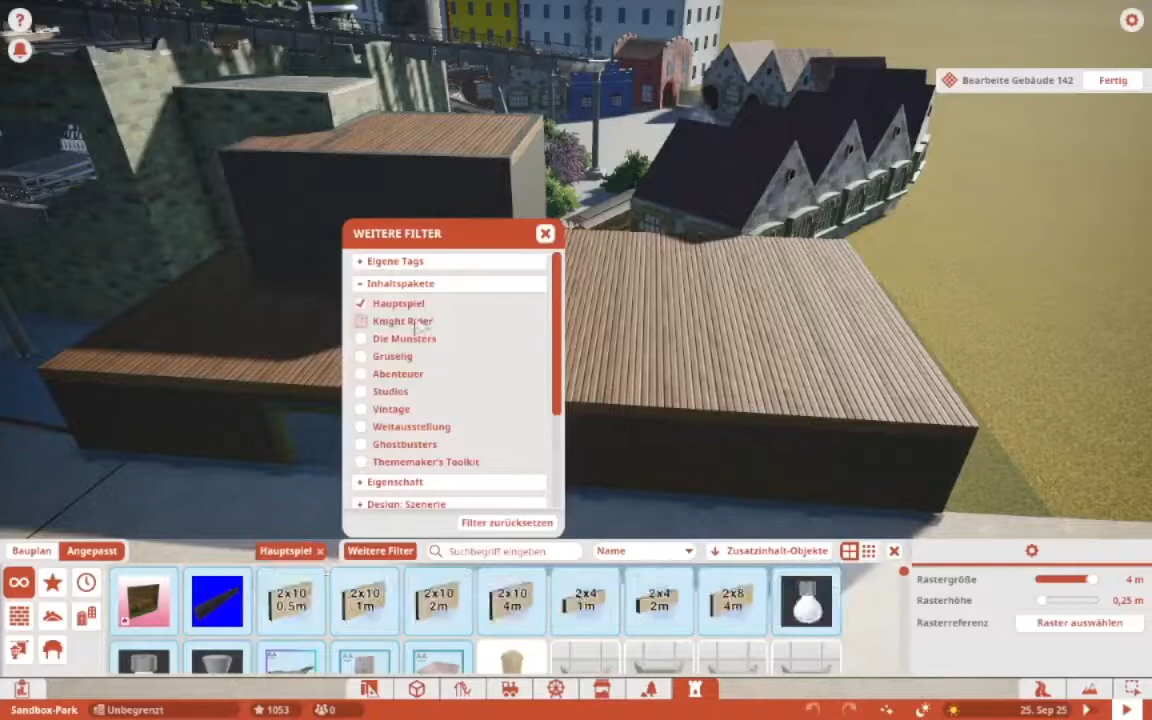 ?
Bearbeite Gebäude 142
Fertig
WEITERE FILTER
+ Eigene Tags
- Inhaltspakete
Hauptspiel
Knight Rider
Die Munsters
Gruselig
Abenteuer
Studios
Vintage
Weltausstellung
Ghostbusters
Thememaker's Toolkit
+ Eigenschaft
+ Design: Szenerie
Filter zurücksetzen
Bauplan
Angepasst
Hauptspiel ×
Weitere Filter
Suchbegriff eingeben
Name
Zusatzinhalt-Objekte
2x10 0,5m
2x10 1m
2x10 2m
2x10 4m
2x4 1m
2x4 2m
2x8 4m
Rastergröße
4 m
Rasterhöhe
0,25 m
Rasterreferenz
Raster auswählen
Sandbox-Park
Unbegrenzt
1053
0
25. Sep 25